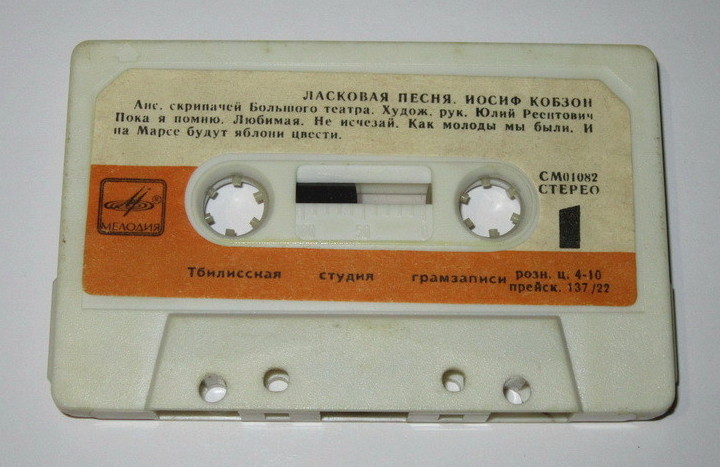 ЛАСКОВАЯ ПЕСНЯ. ИОСИФ КОБЗОН
Анс. скрипачей Большого театра. Худож. рук. Юлий Реентович
Пока я помню. Любимая. Не исчезай. Как молоды мы были. И
на Марсе будут яблони цвести.
СМ01082
СТЕРЕО
МЕЛОДИЯ
1
50
Тбилисская студия грамзаписи
розн. ц. 4-10
прейск. 137/22